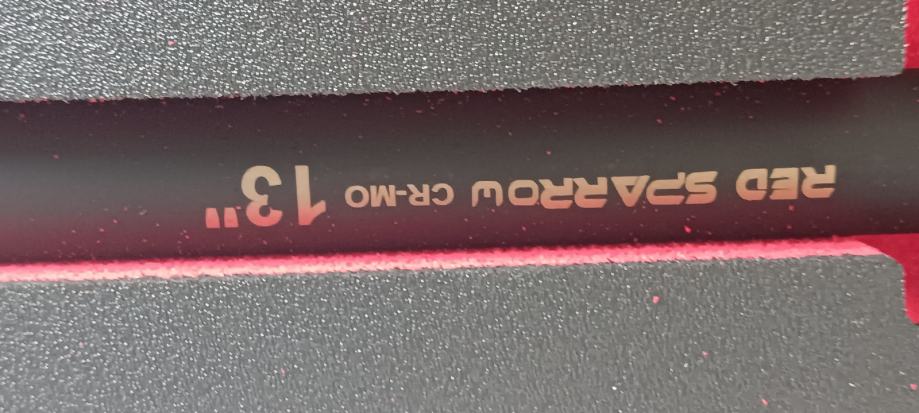 RED SPARROW CR-MO 13"